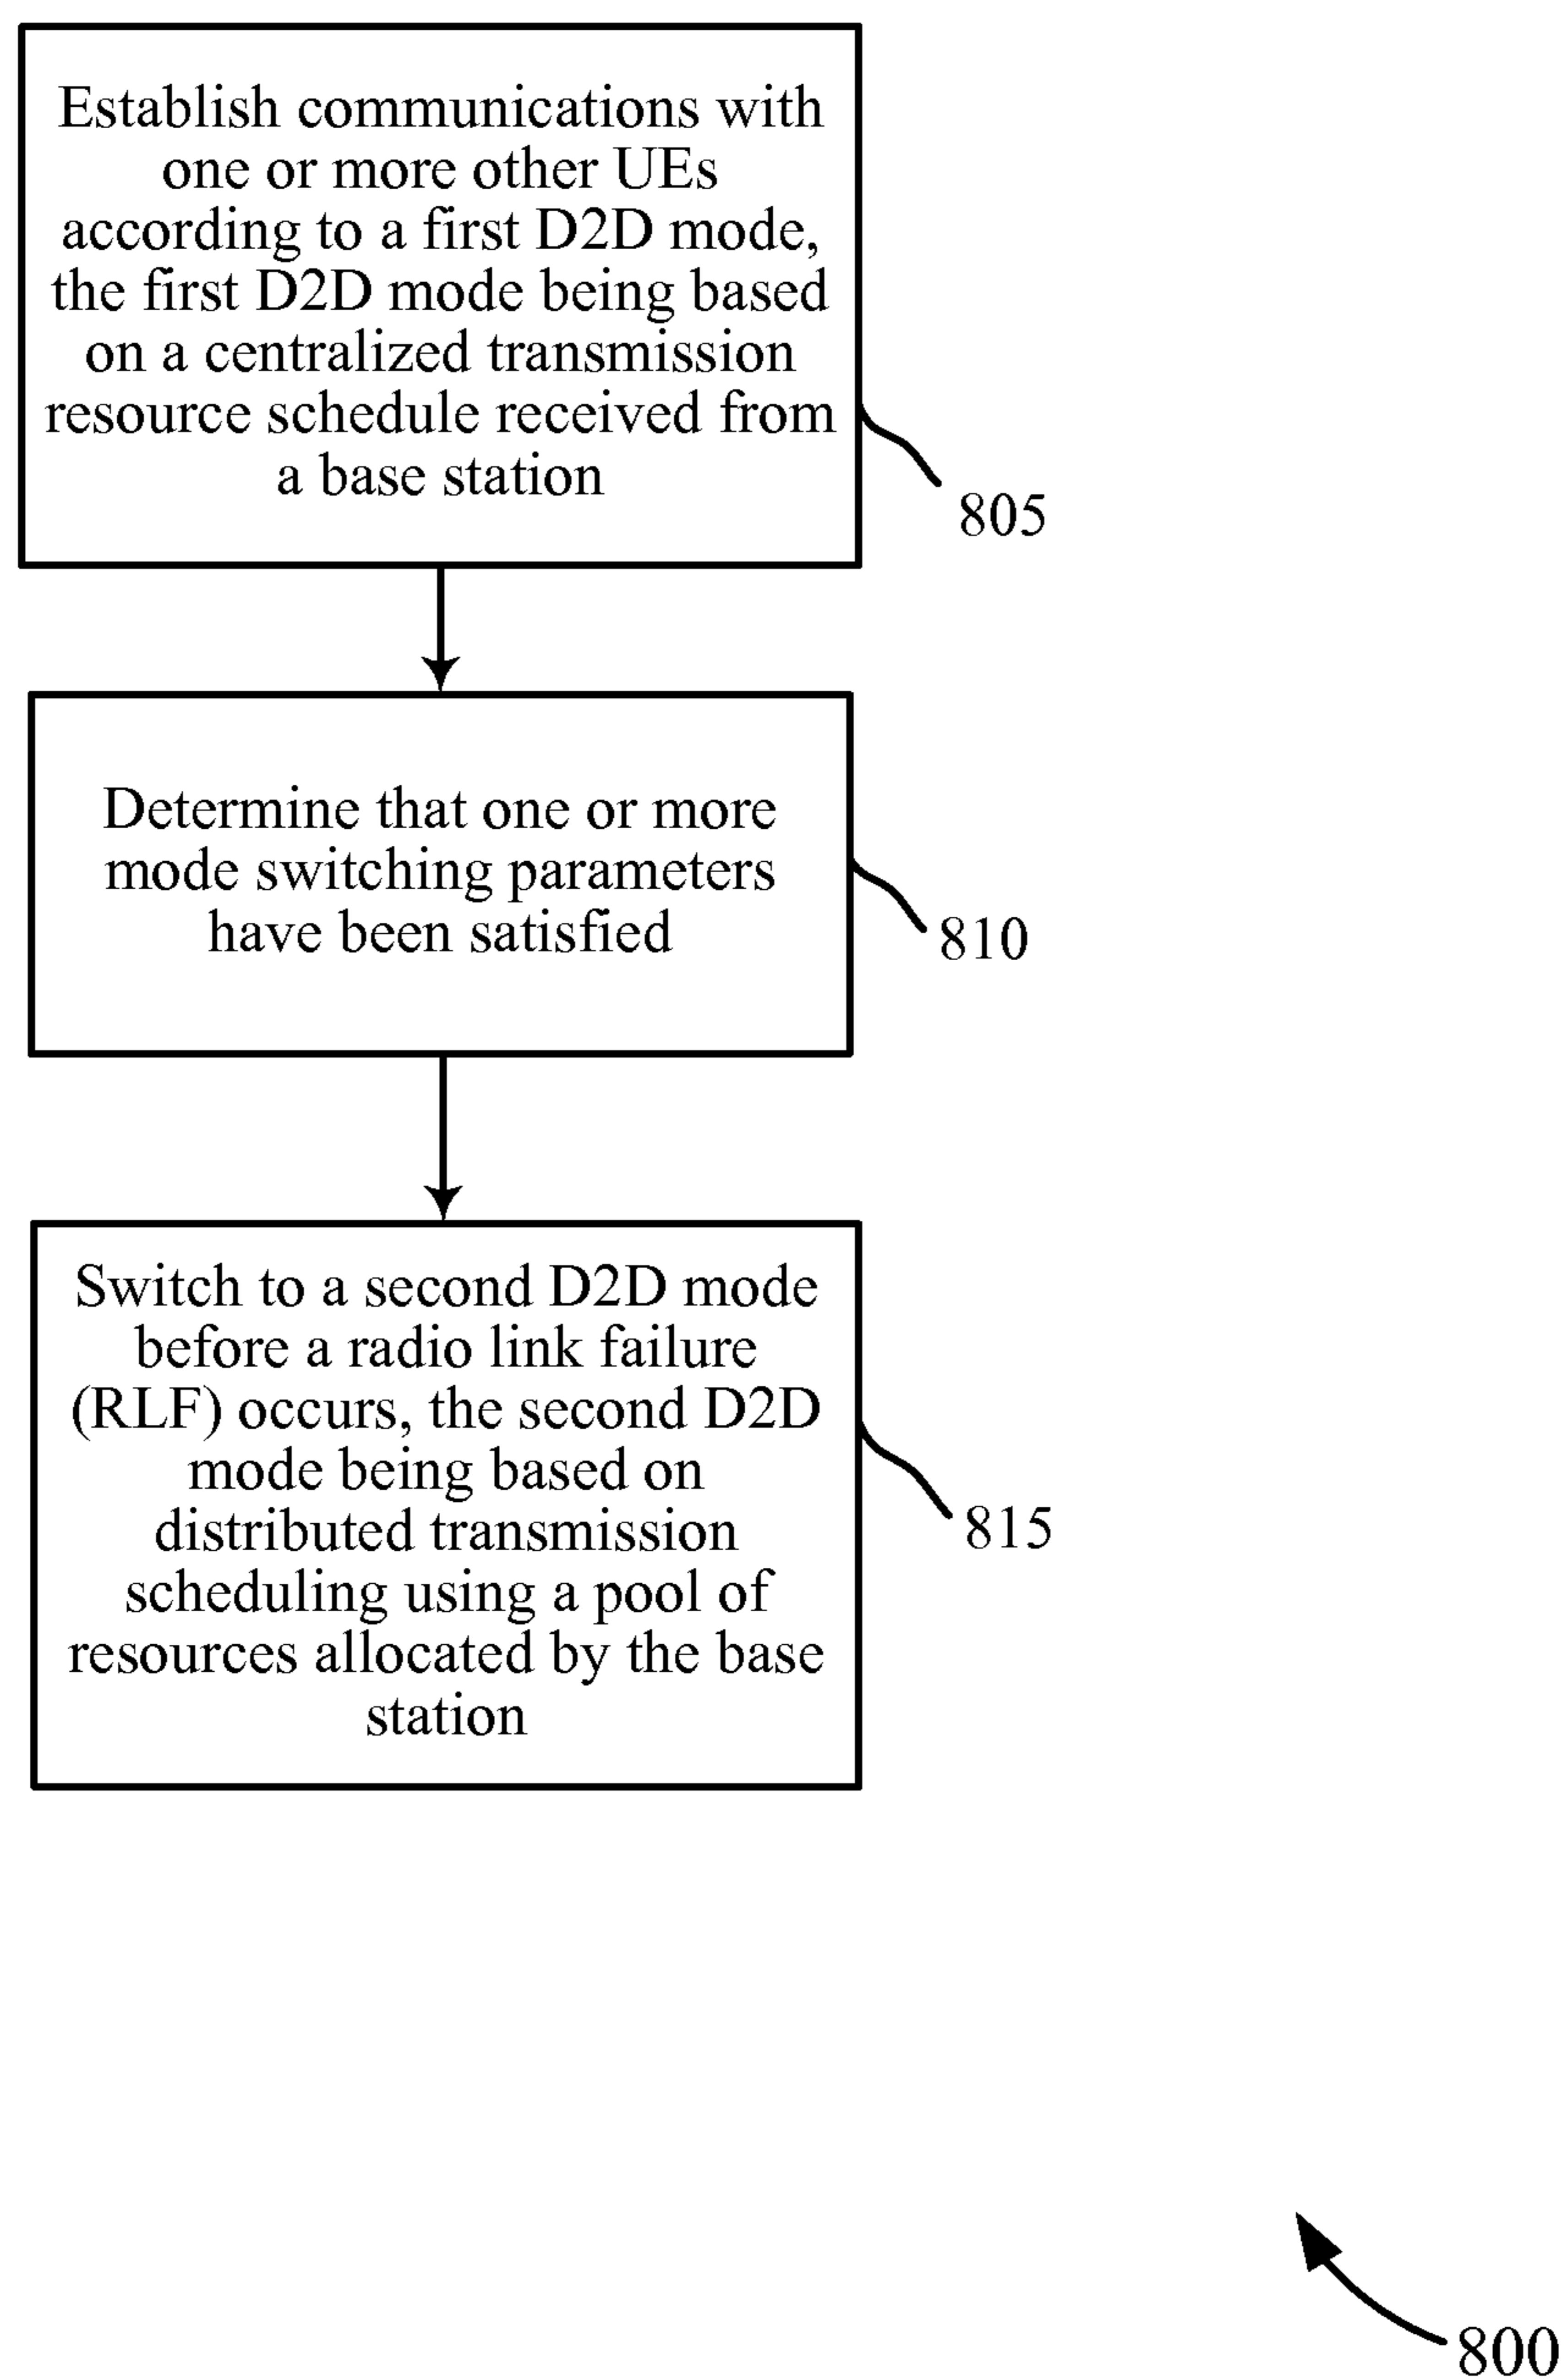 Establish communications with
one or more other UEs
according to a first D2D mode,
the first D2D mode being based
on a centralized transmission
resource schedule received from
a base station
805
Determine that one or more
mode switching parameters
have been satisfied
810
Switch to a second D2D mode
before a radio link failure
(RLF) occurs, the second D2D
mode being based on
distributed transmission
scheduling using a pool of
resources allocated by the base
station
815
800